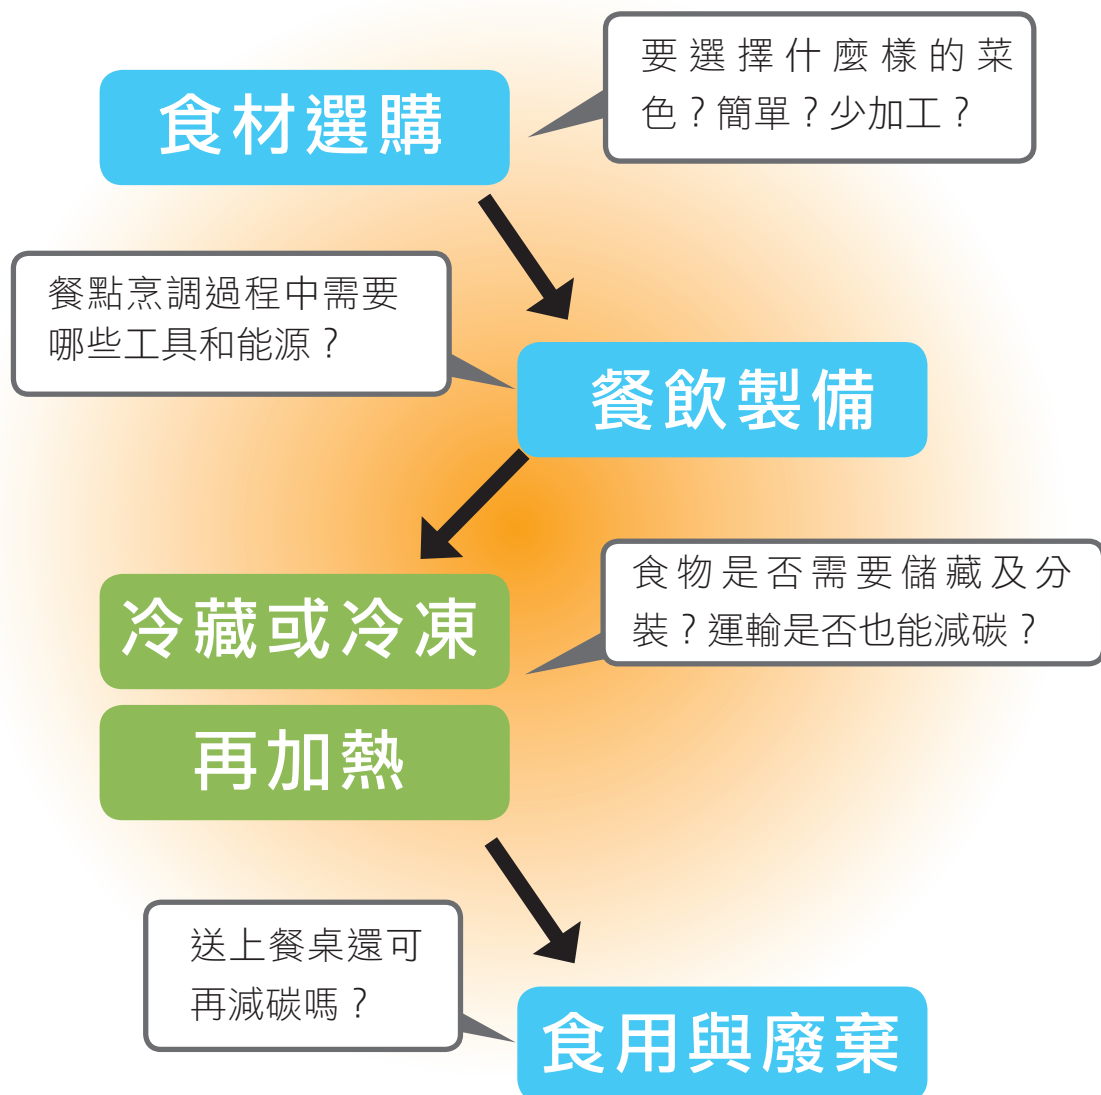 食材選購
要選擇什麼樣的菜
色？簡單？少加工？
餐點烹調過程中需要
哪些工具和能源？
餐飲製備
冷藏或冷凍
食物是否需要儲藏及分
裝？運輸是否也能減碳？
再加熱
送上餐桌還可
再減碳嗎？
食用與廢棄